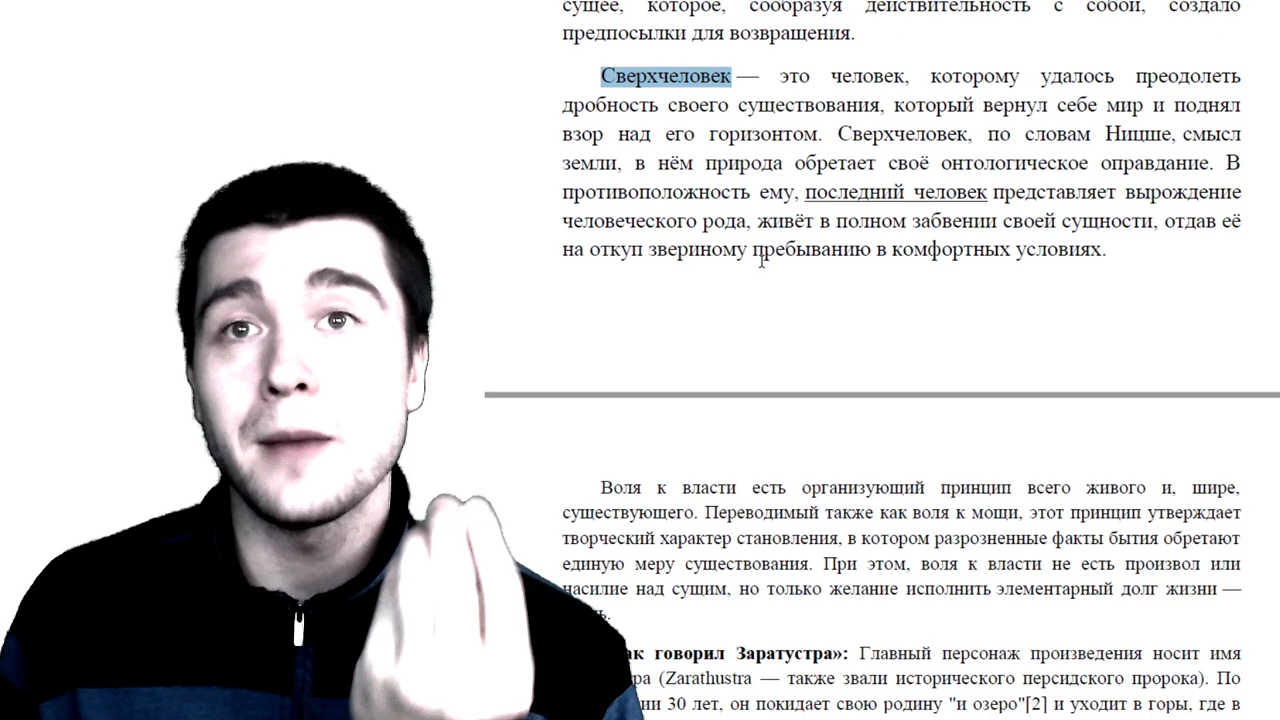 сущее, которое, сообразуя действительность с собой, создало
предпосылки для возвращения.
Сверхчеловек — это человек, которому удалось преодолеть
дробность своего существования, который вернул себе мир и поднял
взор над его горизонтом. Сверхчеловек, по словам Ницше, смысл
земли, в нём природа обретает своё онтологическое оправдание. В
противоположность ему, последний человек представляет вырождение
человеческого рода, живёт в полном забвении своей сущности, отдав её
на откуп звериному пребыванию в комфортных условиях.
Воля к власти есть организующий принцип всего живого и, шире,
существующего. Переводимый также как воля к мощи, этот принцип утверждает
творческий характер становления, в котором разрозненные факты бытия обретают
единую меру существования. При этом, воля к власти не есть произвол или
насилие над сущим, но только желание исполнить элементарный долг жизни —
говорил Заратустра»: Главный персонаж произведения носит имя
(Zarathustra — также звали исторического персидского пророка). По
30 лет, он покидает свою родину "и озеро"[2] и уходит в горы, где в